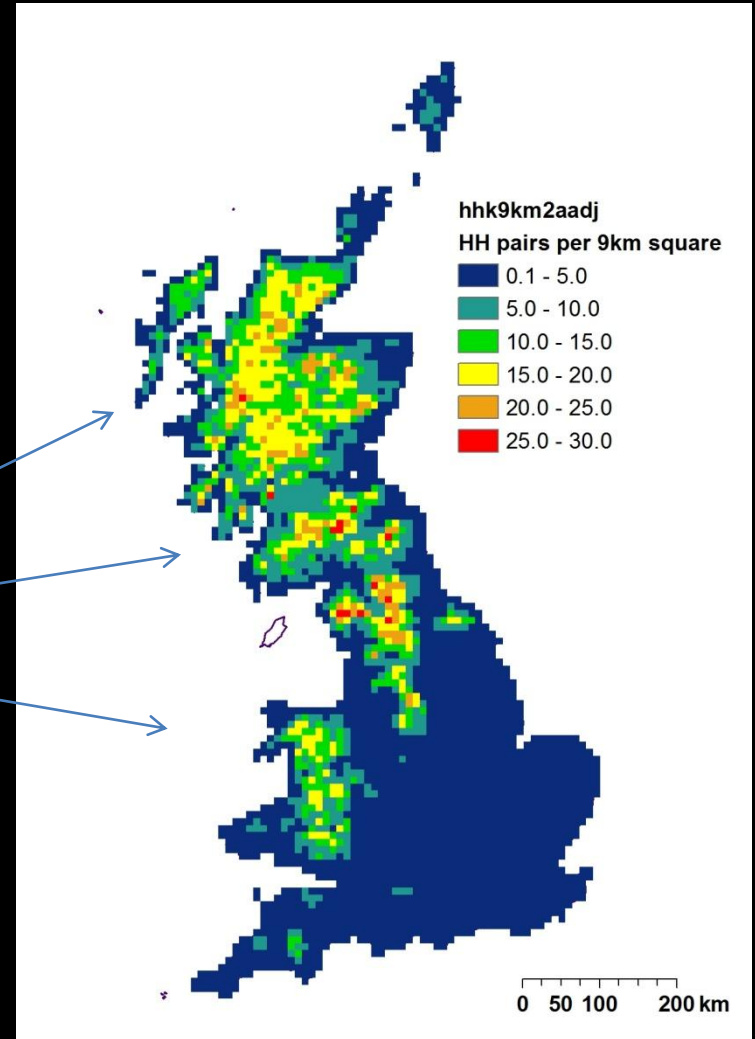 hhk9km2aadj
HH pairs per 9km square
0.1 - 5.0
5.0 - 10.0
10.0 - 15.0
15.0 - 20.0
20.0 - 25.0
25.0 - 30.0
0 50 100 200 km